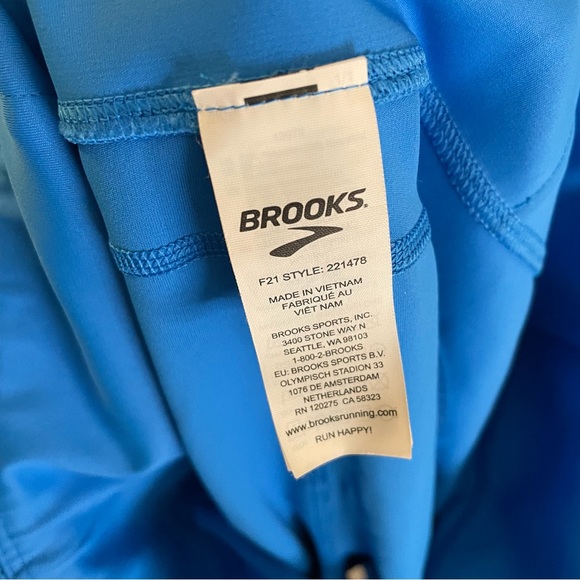 BROOKS®
F21 STYLE: 221478
MADE IN VIETNAM
FABRIQUÉ AU
VIÊT NAM
BROOKS SPORTS, INC.
3400 STONE WAY N
SEATTLE, WA 98103
1-800-2-BROOKS
EU: BROOKS SPORTS B.V.
OLYMPISCH STADION 33
1076 DE AMSTERDAM
NETHERLANDS
RN 120275 CA 58323
www.brooksrunning.com
RUN HAPPY!